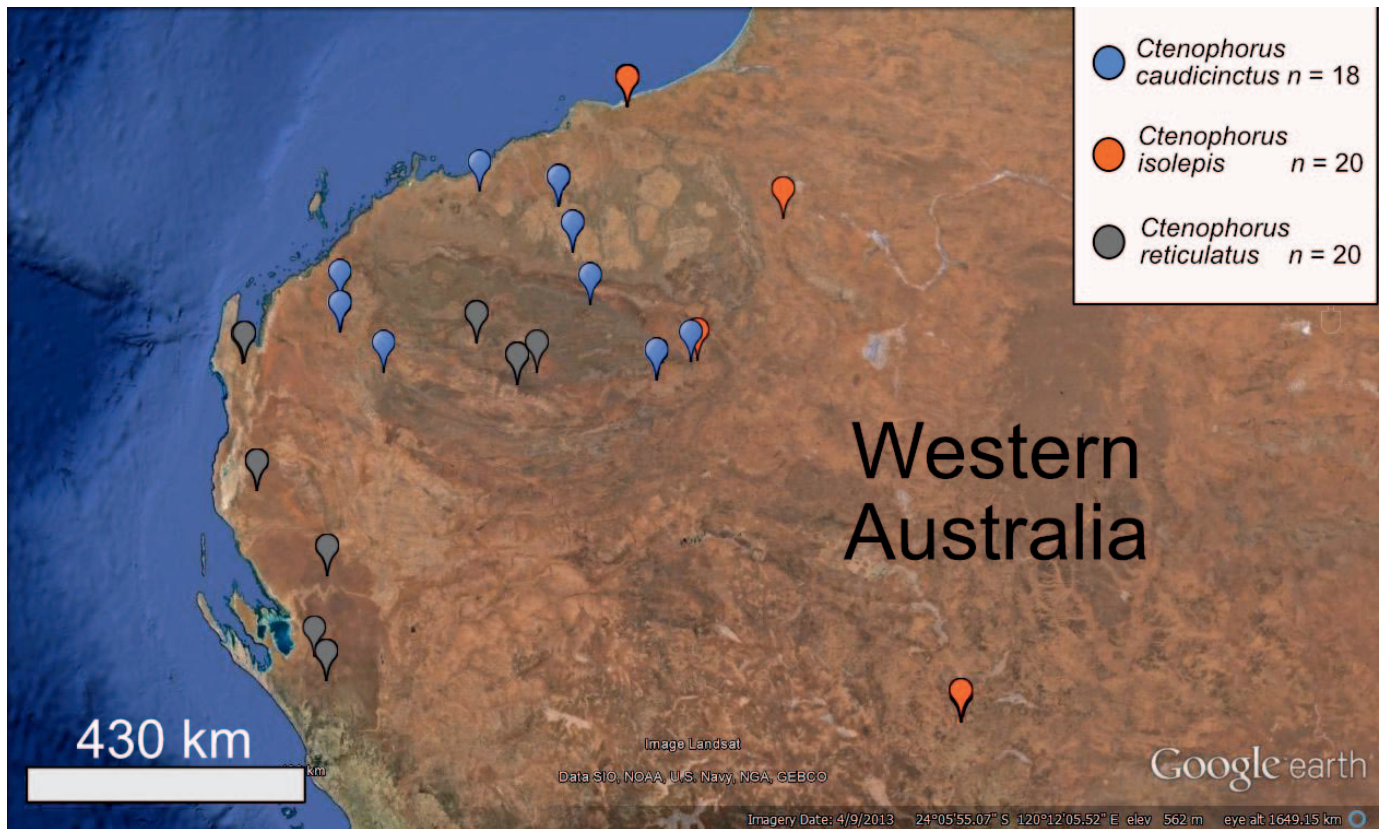 Ctenophorus
caudicinctus n = 18
Ctenophorus
isolepis n = 20
Ctenophorus
reticulatus n = 20
Western
Australia
430 km
km
Image Landsat
Data SIO, NOAA, U.S. Navy, NGA, GEBCO
Google earth
Imagery Date: 4/9/2013 24°05'55.07" S 120°12'05.52" E elev 562 m eye alt 1649.15 km